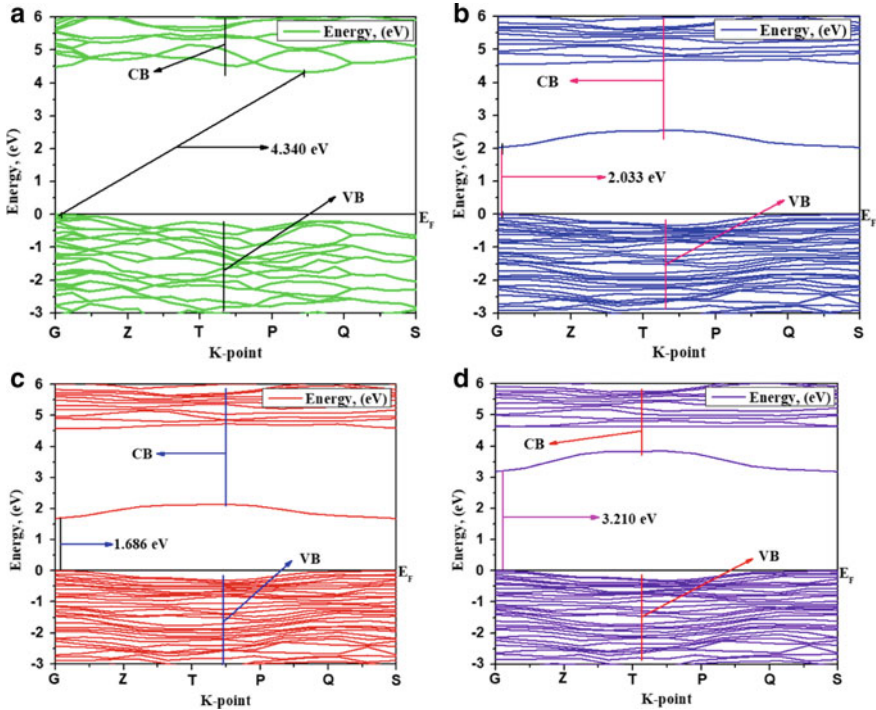 a
Energy, (eV)
6
5
4
3
2
1
0
-1
-2
-3
Energy, (eV)
CB
4.340 eV
VB
E_F
G Z T P Q S
K-point
b
Energy, (eV)
6
5
4
3
2
1
0
-1
-2
-3
Energy, (eV)
CB
2.033 eV
VB
E_F
G Z T P Q S
K-point
c
Energy, (eV)
6
5
4
3
2
1
0
-1
-2
-3
Energy, (eV)
CB
1.686 eV
VB
E_F
G Z T P Q S
K-point
d
Energy, (eV)
6
5
4
3
2
1
0
-1
-2
-3
Energy, (eV)
CB
3.210 eV
VB
E_F
G Z T P Q S
K-point